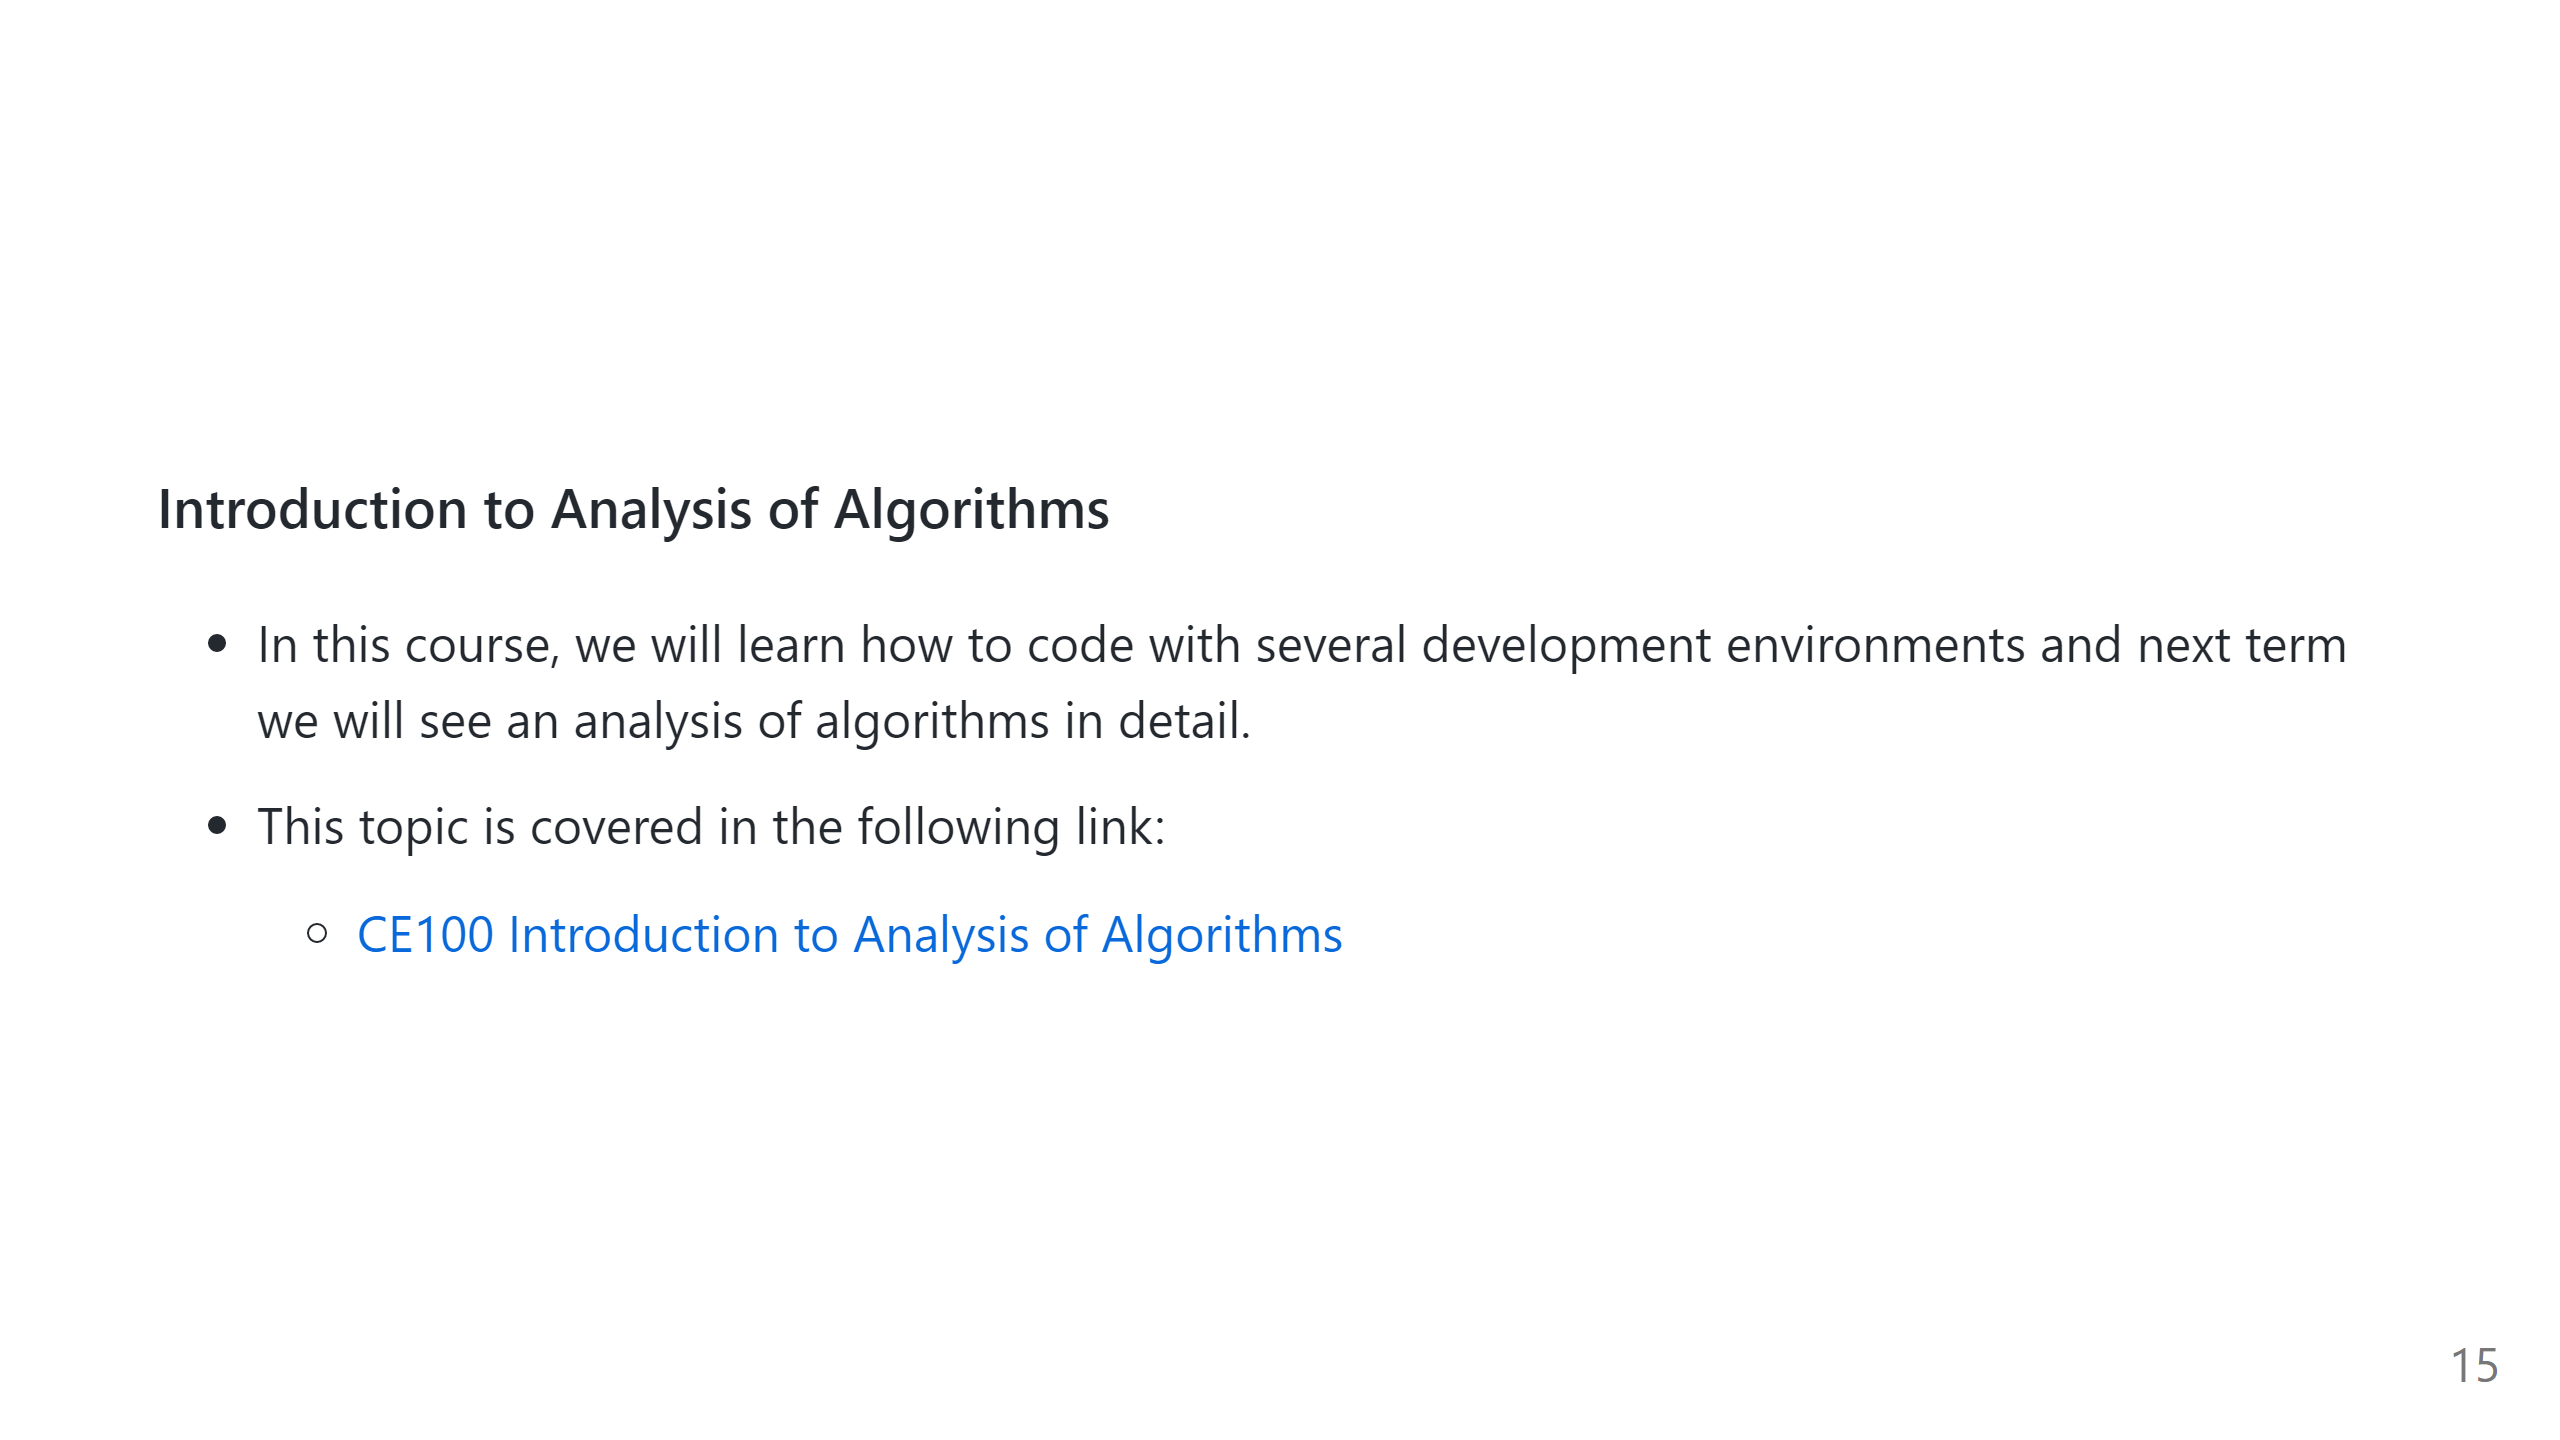 Introduction to Analysis of Algorithms
In this course, we will learn how to code with several development environments and next term
we will see an analysis of algorithms in detail.
This topic is covered in the following link:
CE100 Introduction to Analysis of Algorithms
15